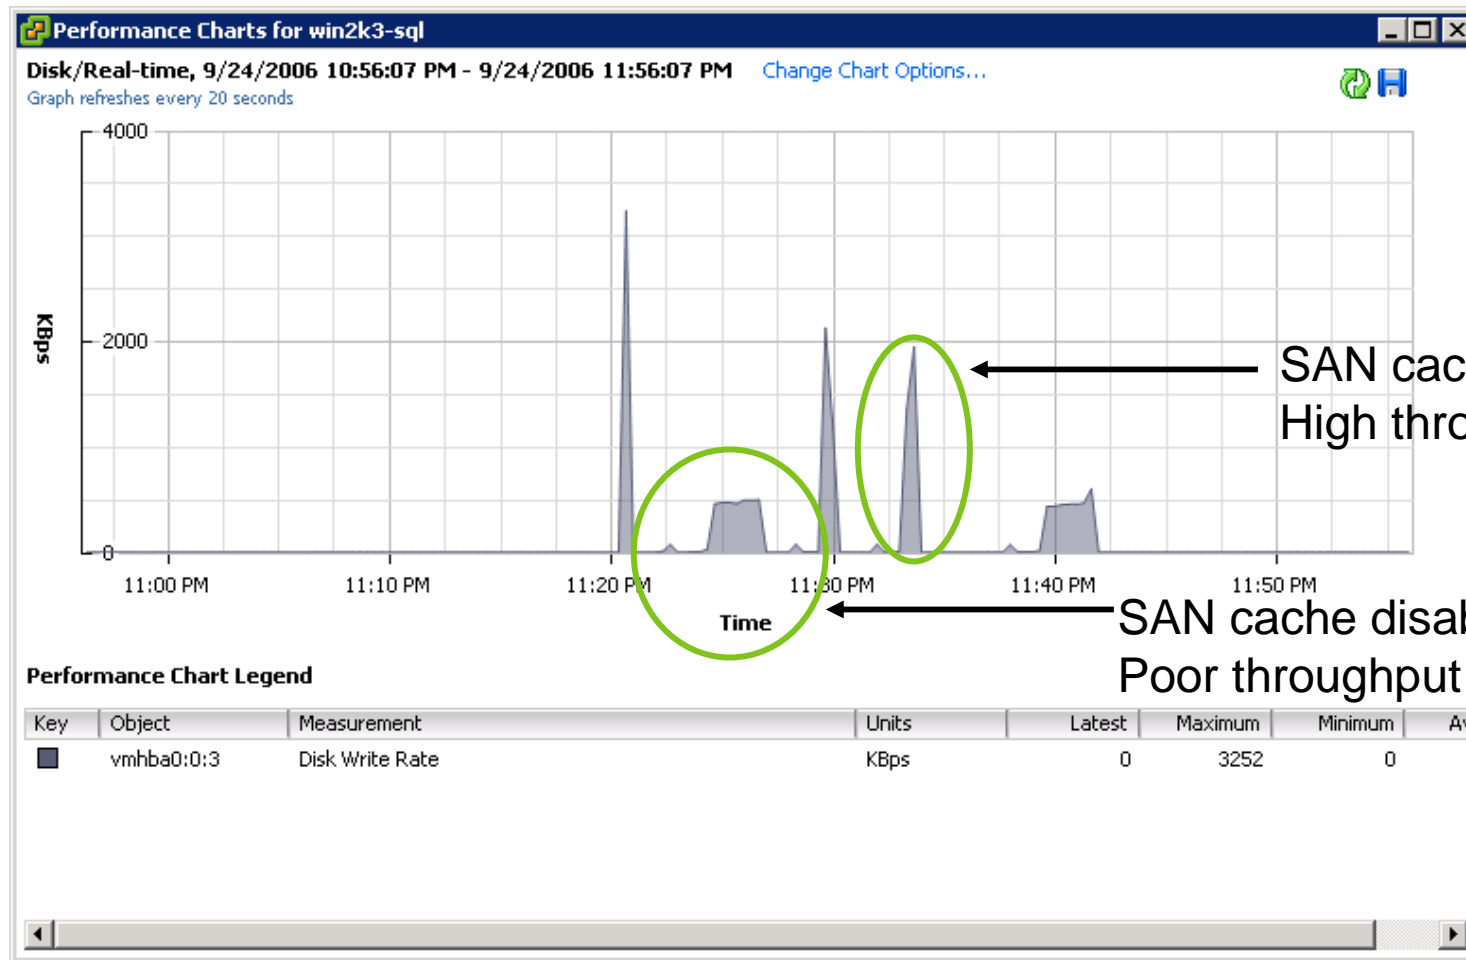 Performance Charts for win2k3-sql
Disk/Real-time, 9/24/2006 10:56:07 PM - 9/24/2006 11:56:07 PM Change Chart Options...
Graph refreshes every 20 seconds
4000
2000
0
KBps
SAN cac
High thro
11:00 PM 11:10 PM 11:20 PM 11:30 PM 11:40 PM 11:50 PM
Time
SAN cache disab
Poor throughput
Performance Chart Legend
Key Object Measurement Units Latest Maximum Minimum Av
vmhba0:0:3 Disk Write Rate KBps 0 3252 0